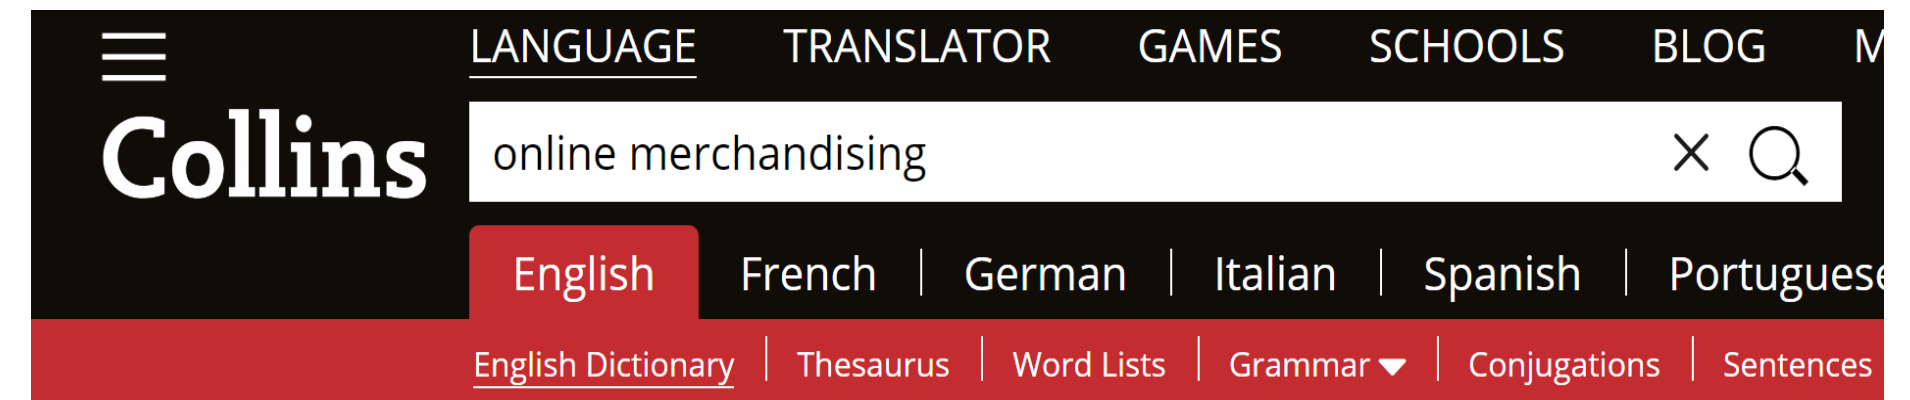 LANGUAGE TRANSLATOR GAMES SCHOOLS BLOG M
Collins
online merchandising
English French German Italian Spanish Portuguese
English Dictionary Thesaurus Word Lists Grammar Conjugations Sentences